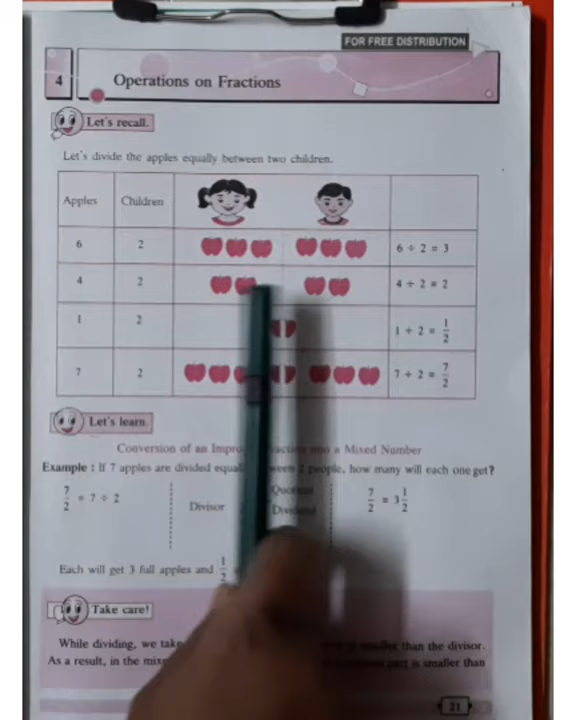 FOR FREE DISTRIBUTION
4 Operations on Fractions
Let's recall.
Let's divide the apples equally between two children.
Apples Children
6 2 6 ÷ 2 = 3
4 2 4 ÷ 2 = 2
1 2 1 ÷ 2 = 1/2
7 2 7 ÷ 2 = 7/2
Let's learn.
Conversion of an into a Mixed Number
Example : If 7 apples are divided 2 people, how many will each one get?
7/2 = 7 ÷ 2 Divisor Quotient 7/2 = 3 1/2
Dividend
Each will get 3 full apples and 1/2
Take care!
While dividing, we take smaller than the divisor.
As a result, in the part is smaller than
21